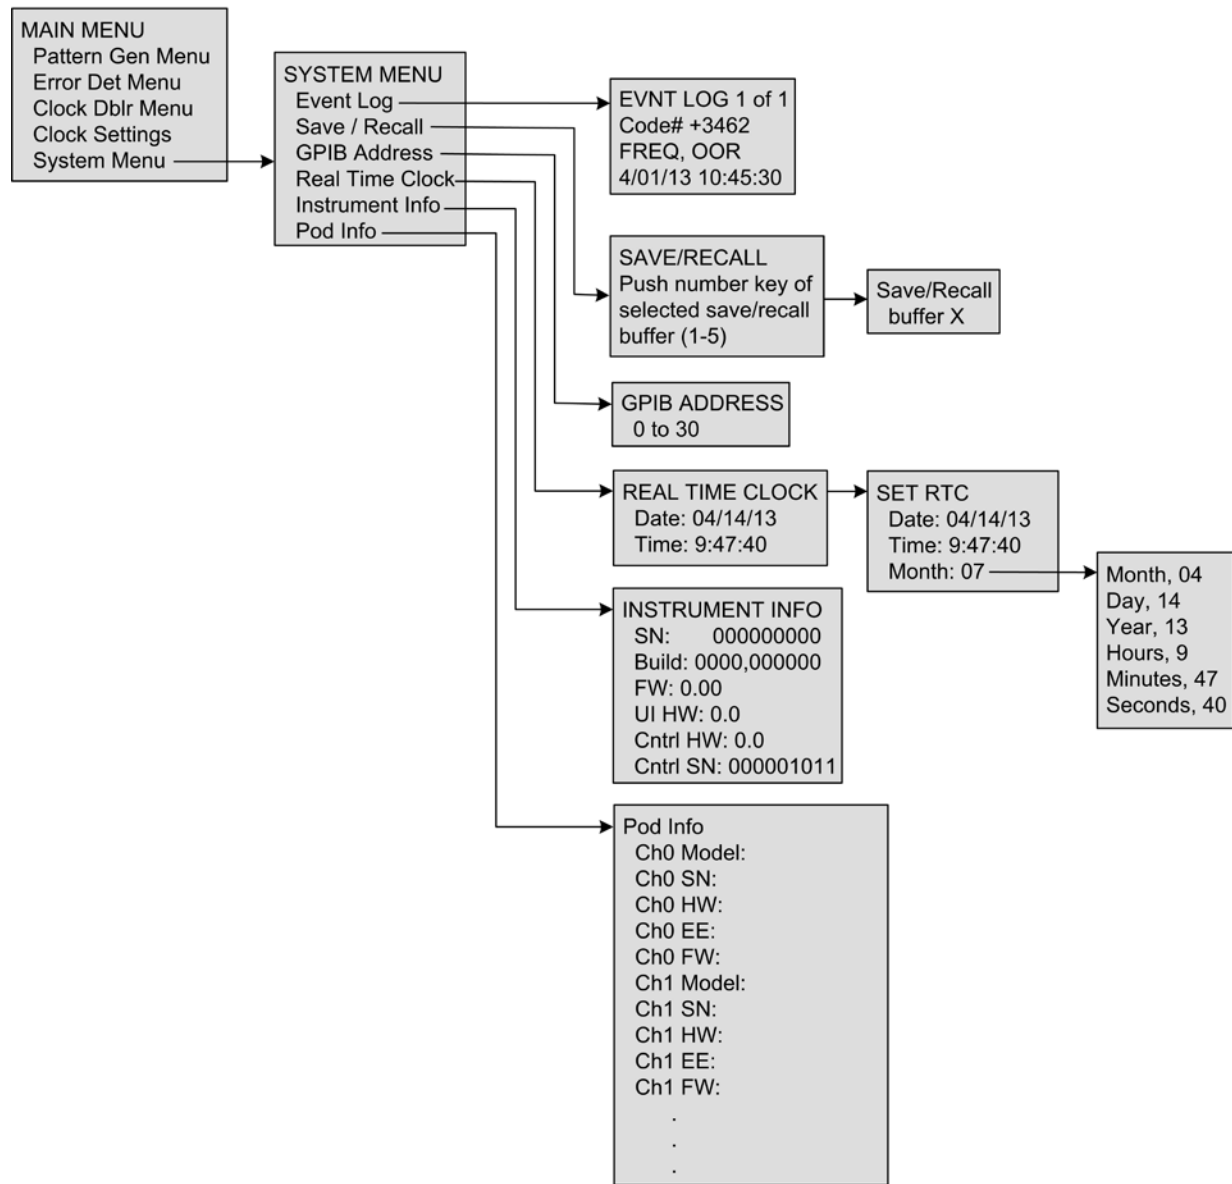 MAIN MENU
Pattern Gen Menu
Error Det Menu
Clock Dblr Menu
Clock Settings
System Menu
SYSTEM MENU
Event Log
Save / Recall
GPIB Address
Real Time Clock
Instrument Info
Pod Info
EVNT LOG 1 of 1
Code# +3462
FREQ, OOR
4/01/13 10:45:30
SAVE/RECALL
Push number key of
selected save/recall
buffer (1-5)
Save/Recall
buffer X
GPIB ADDRESS
0 to 30
REAL TIME CLOCK
Date: 04/14/13
Time: 9:47:40
SET RTC
Date: 04/14/13
Time: 9:47:40
Month: 07
Month, 04
Day, 14
Year, 13
Hours, 9
Minutes, 47
Seconds, 40
INSTRUMENT INFO
SN: 000000000
Build: 0000,000000
FW: 0.00
UI HW: 0.0
Cntrl HW: 0.0
Cntrl SN: 000001011
Pod Info
Ch0 Model:
Ch0 SN:
Ch0 HW:
Ch0 EE:
Ch0 FW:
Ch1 Model:
Ch1 SN:
Ch1 HW:
Ch1 EE:
Ch1 FW:
.
.
.